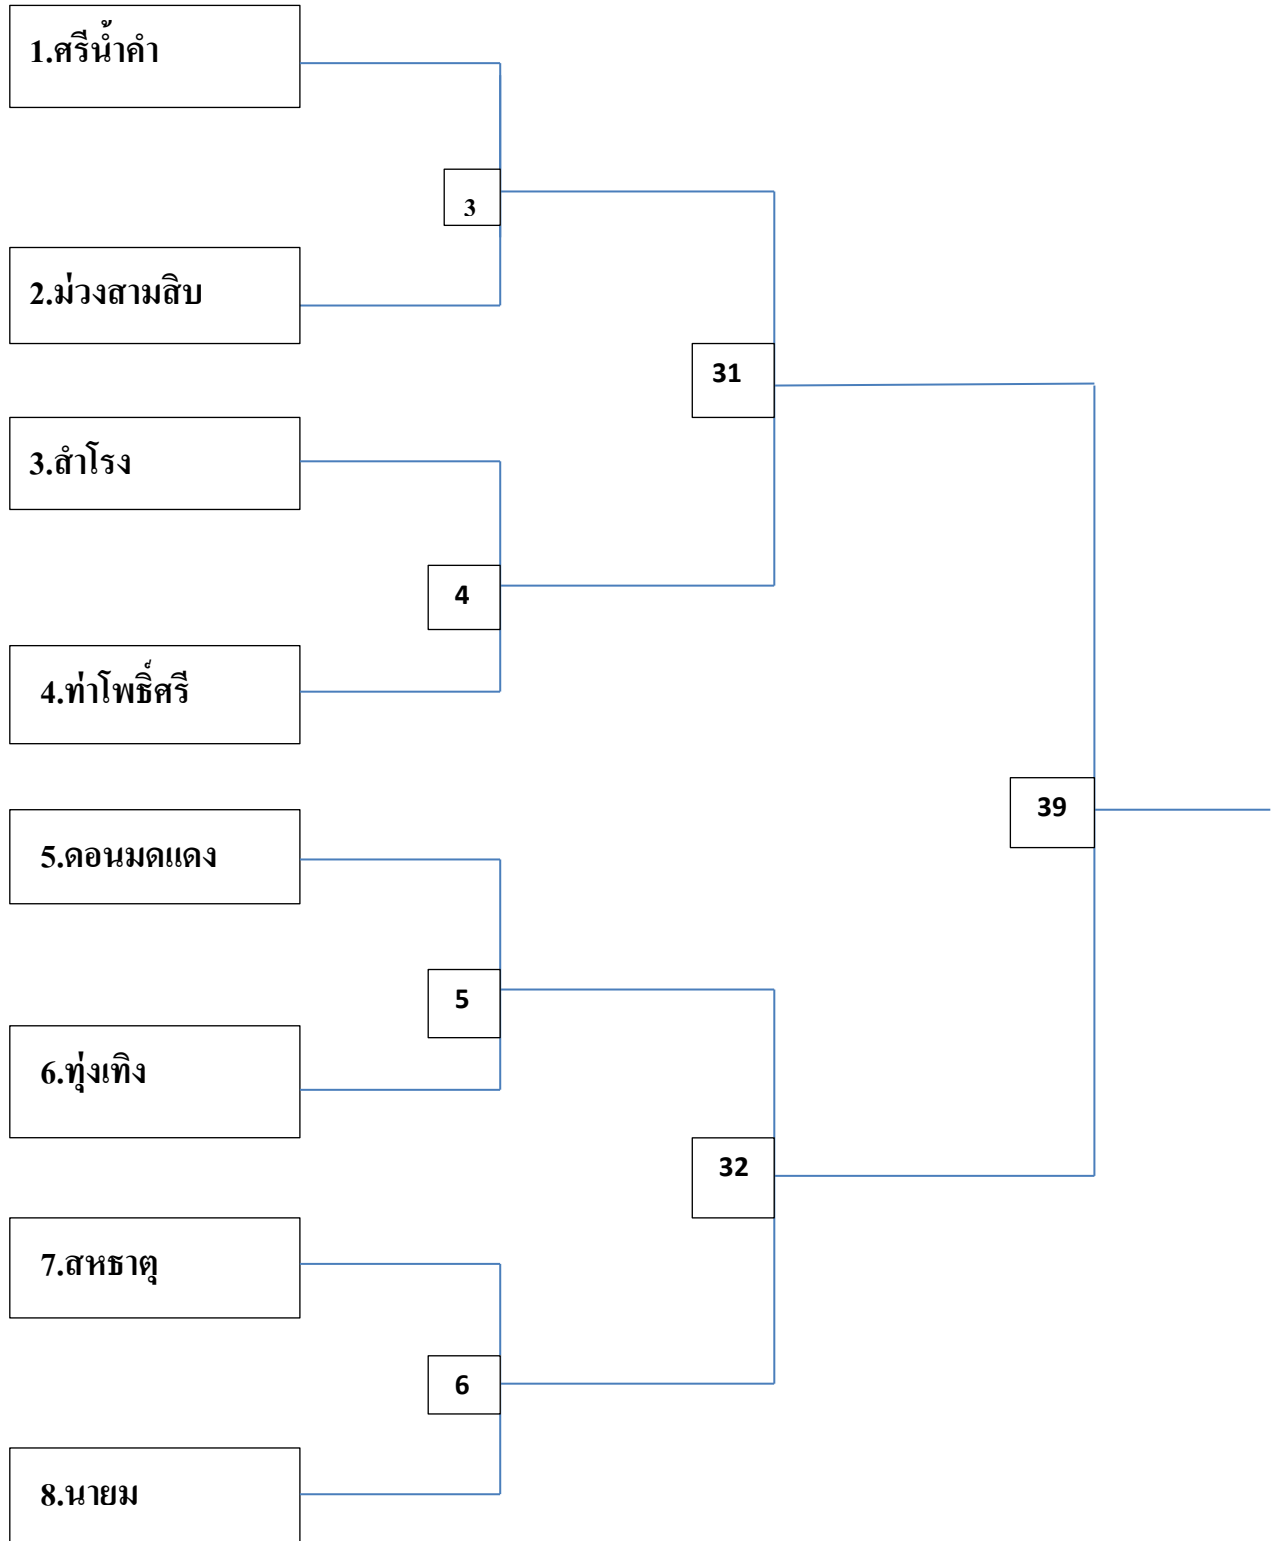 1.ศรีน้ำคำ
3
2.ม่วงสามสิบ
31
3.สำโรง
4
4.ท่าโพธิ์ศรี
39
5.ดอนมดแดง
5
6.ทุ่งเทิง
32
7.สหธาตุ
6
8.นายม